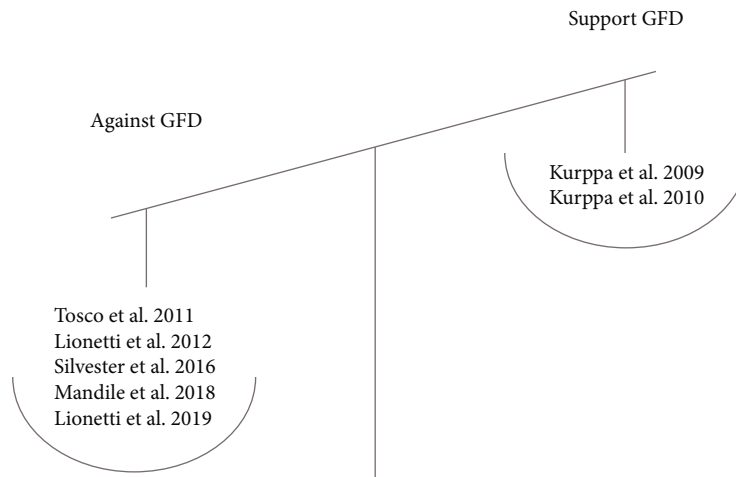 Support GFD
Against GFD
Kurppa et al. 2009
Kurppa et al. 2010
Tosco et al. 2011
Lionetti et al. 2012
Silvester et al. 2016
Mandile et al. 2018
Lionetti et al. 2019